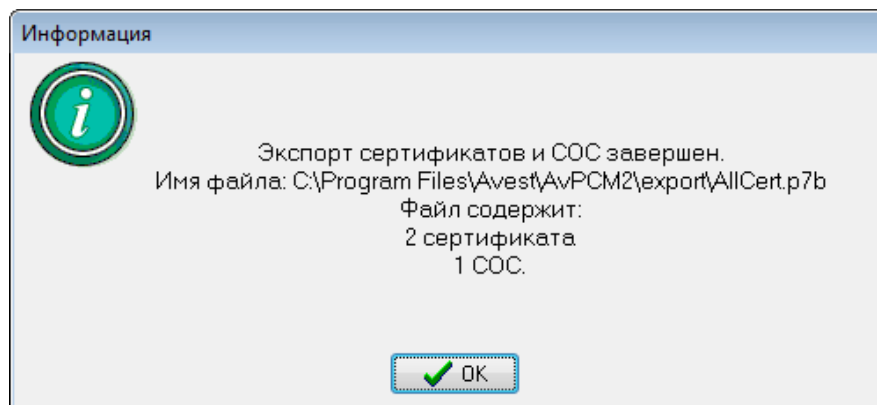 Информация
Экспорт сертификатов и СОС завершен.
Имя файла: C:\Program Files\Avest\AvPCM2\export\AllCert.p7b
Файл содержит:
2 сертификата
1 СОС.
OK